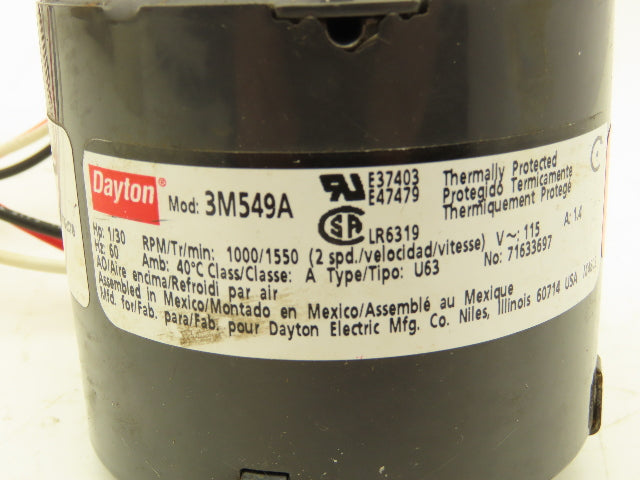 Dayton®
Mod: 3M549A
E37403
E47479
LR6319
Thermally Protected
Protegido Termicamente
Thermiquement Protegé
Hp: 1/30 RPM/Tr/min: 1000/1550 (2 spd./velocidad/vitesse) V~: 115 A: 1.4
Hz: 60 Amb: 40°C Class/Classe: A Type/Tipo: U63 No: 71633697
AO/Aire encima/Refroidi par air
Assembled in Mexico/Montado en Mexico/Assemblé au Mexique
Mfd. for/Fab. para/Fab. pour Dayton Electric Mfg. Co. Niles, Illinois 60714 USA